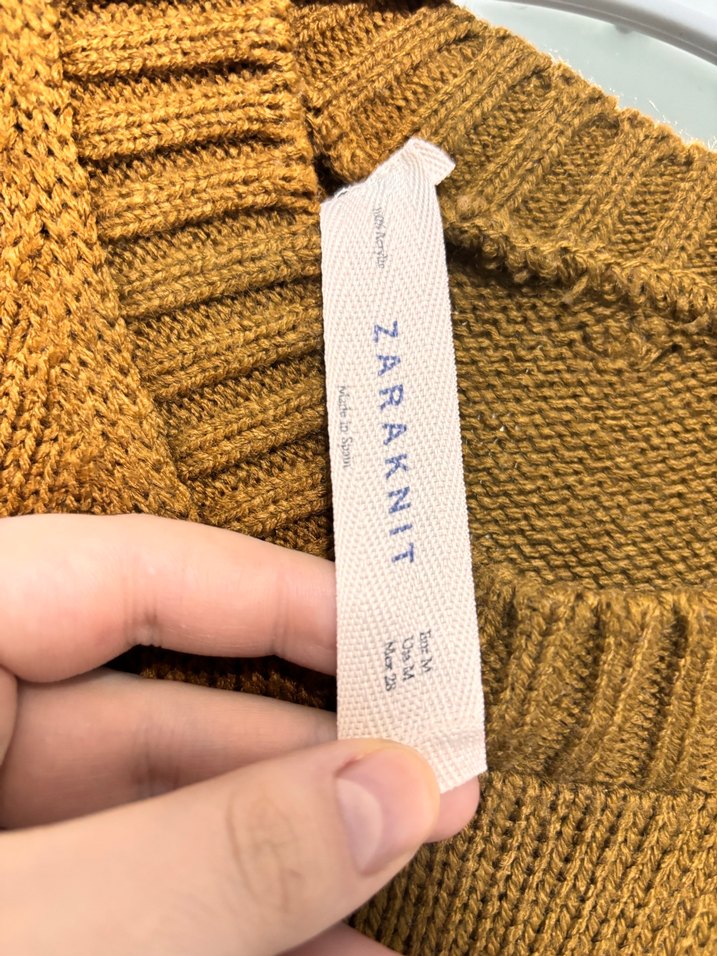 100% Acrylic
ZARAKNIT
Made in Spain
Eur M
Usa M
Mex 28